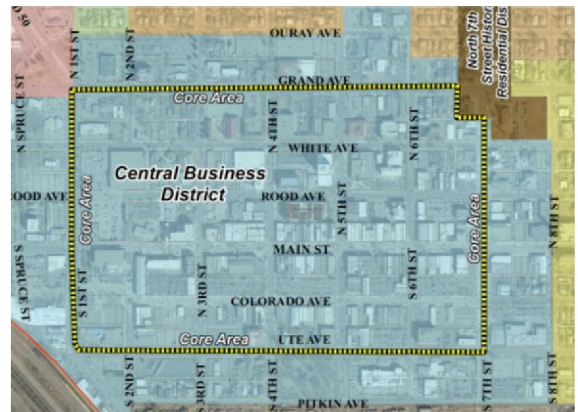 D 50
N 1ST ST
N 2ND ST
OURAY AVE
North 7th
Street Histor
Residential Dis
GRAND AVE
Core Area
N SPRUCE ST
N 4TH ST
WHITE AVE
N 6TH ST
Central Business
District
ROOD AVE
ROOD AVE
N 5TH ST
Core Area
Core Area
N 8TH ST
MAIN ST
S SPRUCE ST
S 1ST ST
N 3RD ST
COLORADO AVE
S 6TH ST
Core Area
UTE AVE
S 2ND ST
S 3RD ST
S 4TH ST
PITKIN AVE
7TH ST
S 8TH ST